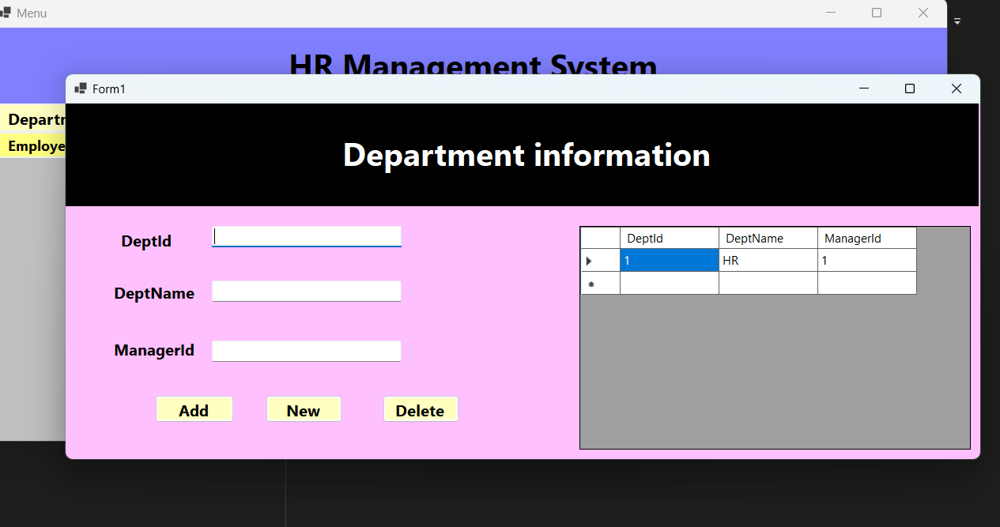 Menu
HR Management System
Form1
Departm
Employe
Department information
DeptId
DeptName
ManagerId
Add New Delete
DeptId DeptName ManagerId
1 HR 1